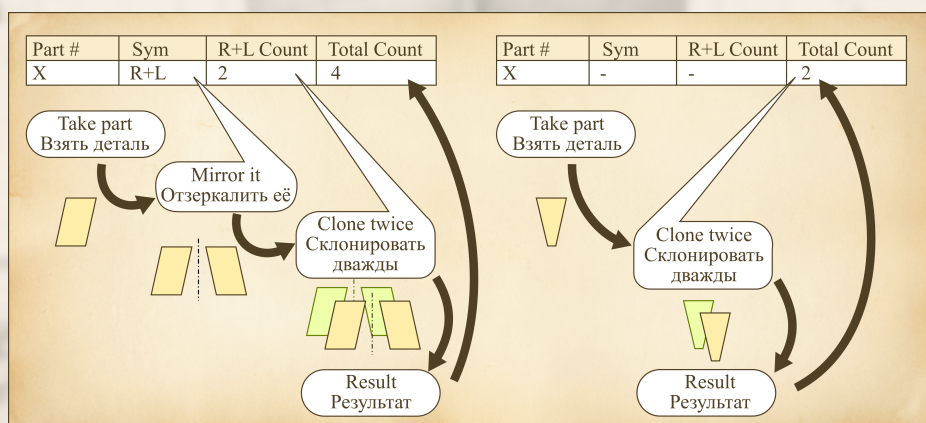 Part # Sym R+L Count Total Count
X R+L 2 4
Take part
Взять деталь
Mirror it
Отзеркалить её
Clone twice
Склонировать
дважды
Result
Результат
Part # Sym R+L Count Total Count
X - - 2
Take part
Взять деталь
Clone twice
Склонировать
дважды
Result
Результат